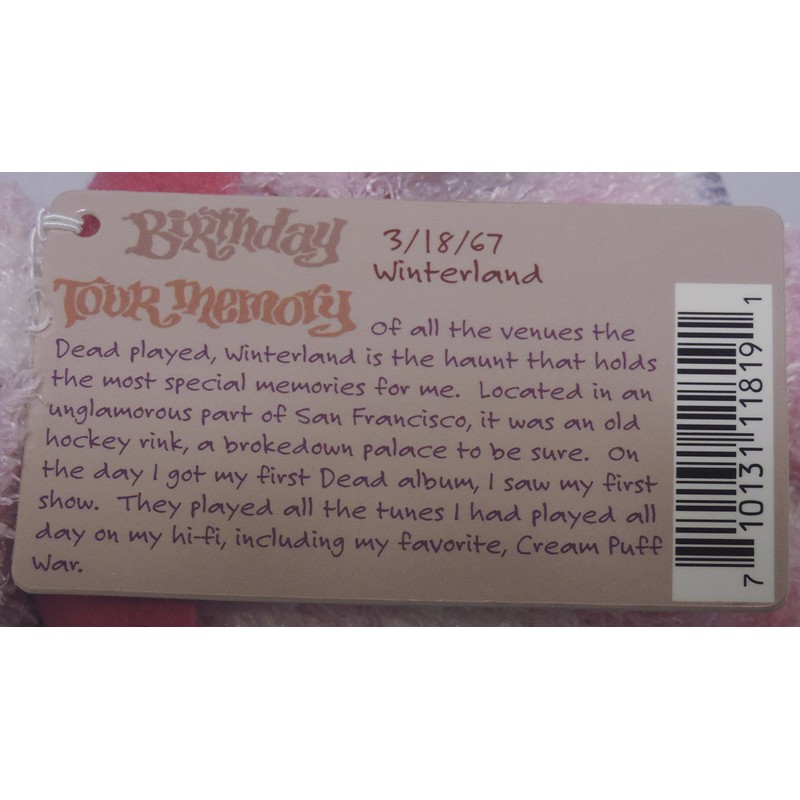 Birthday
3/18/67
Winterland
Tour Memory
Of all the venues the
Dead played, Winterland is the haunt that holds
the most special memories for me. Located in an
unglamorous part of San Francisco, it was an old
hockey rink, a brokedown palace to be sure. On
the day I got my first Dead album, I saw my first
show. They played all the tunes I had played all
day on my hi-fi, including my favorite, Cream Puff
War.
7 10131 11819 1